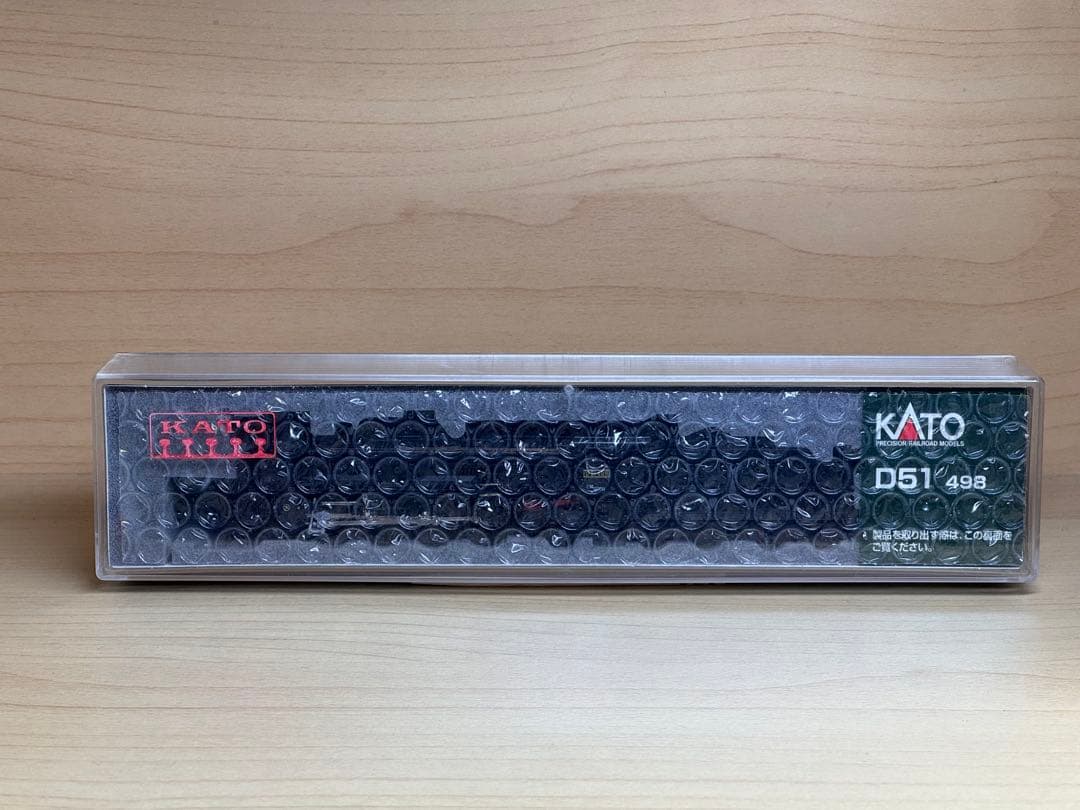 KATO
KATO
PRECISION RAILROAD MODELS
D51 498
製品を取り出す際は、この裏面を
ご覧ください。